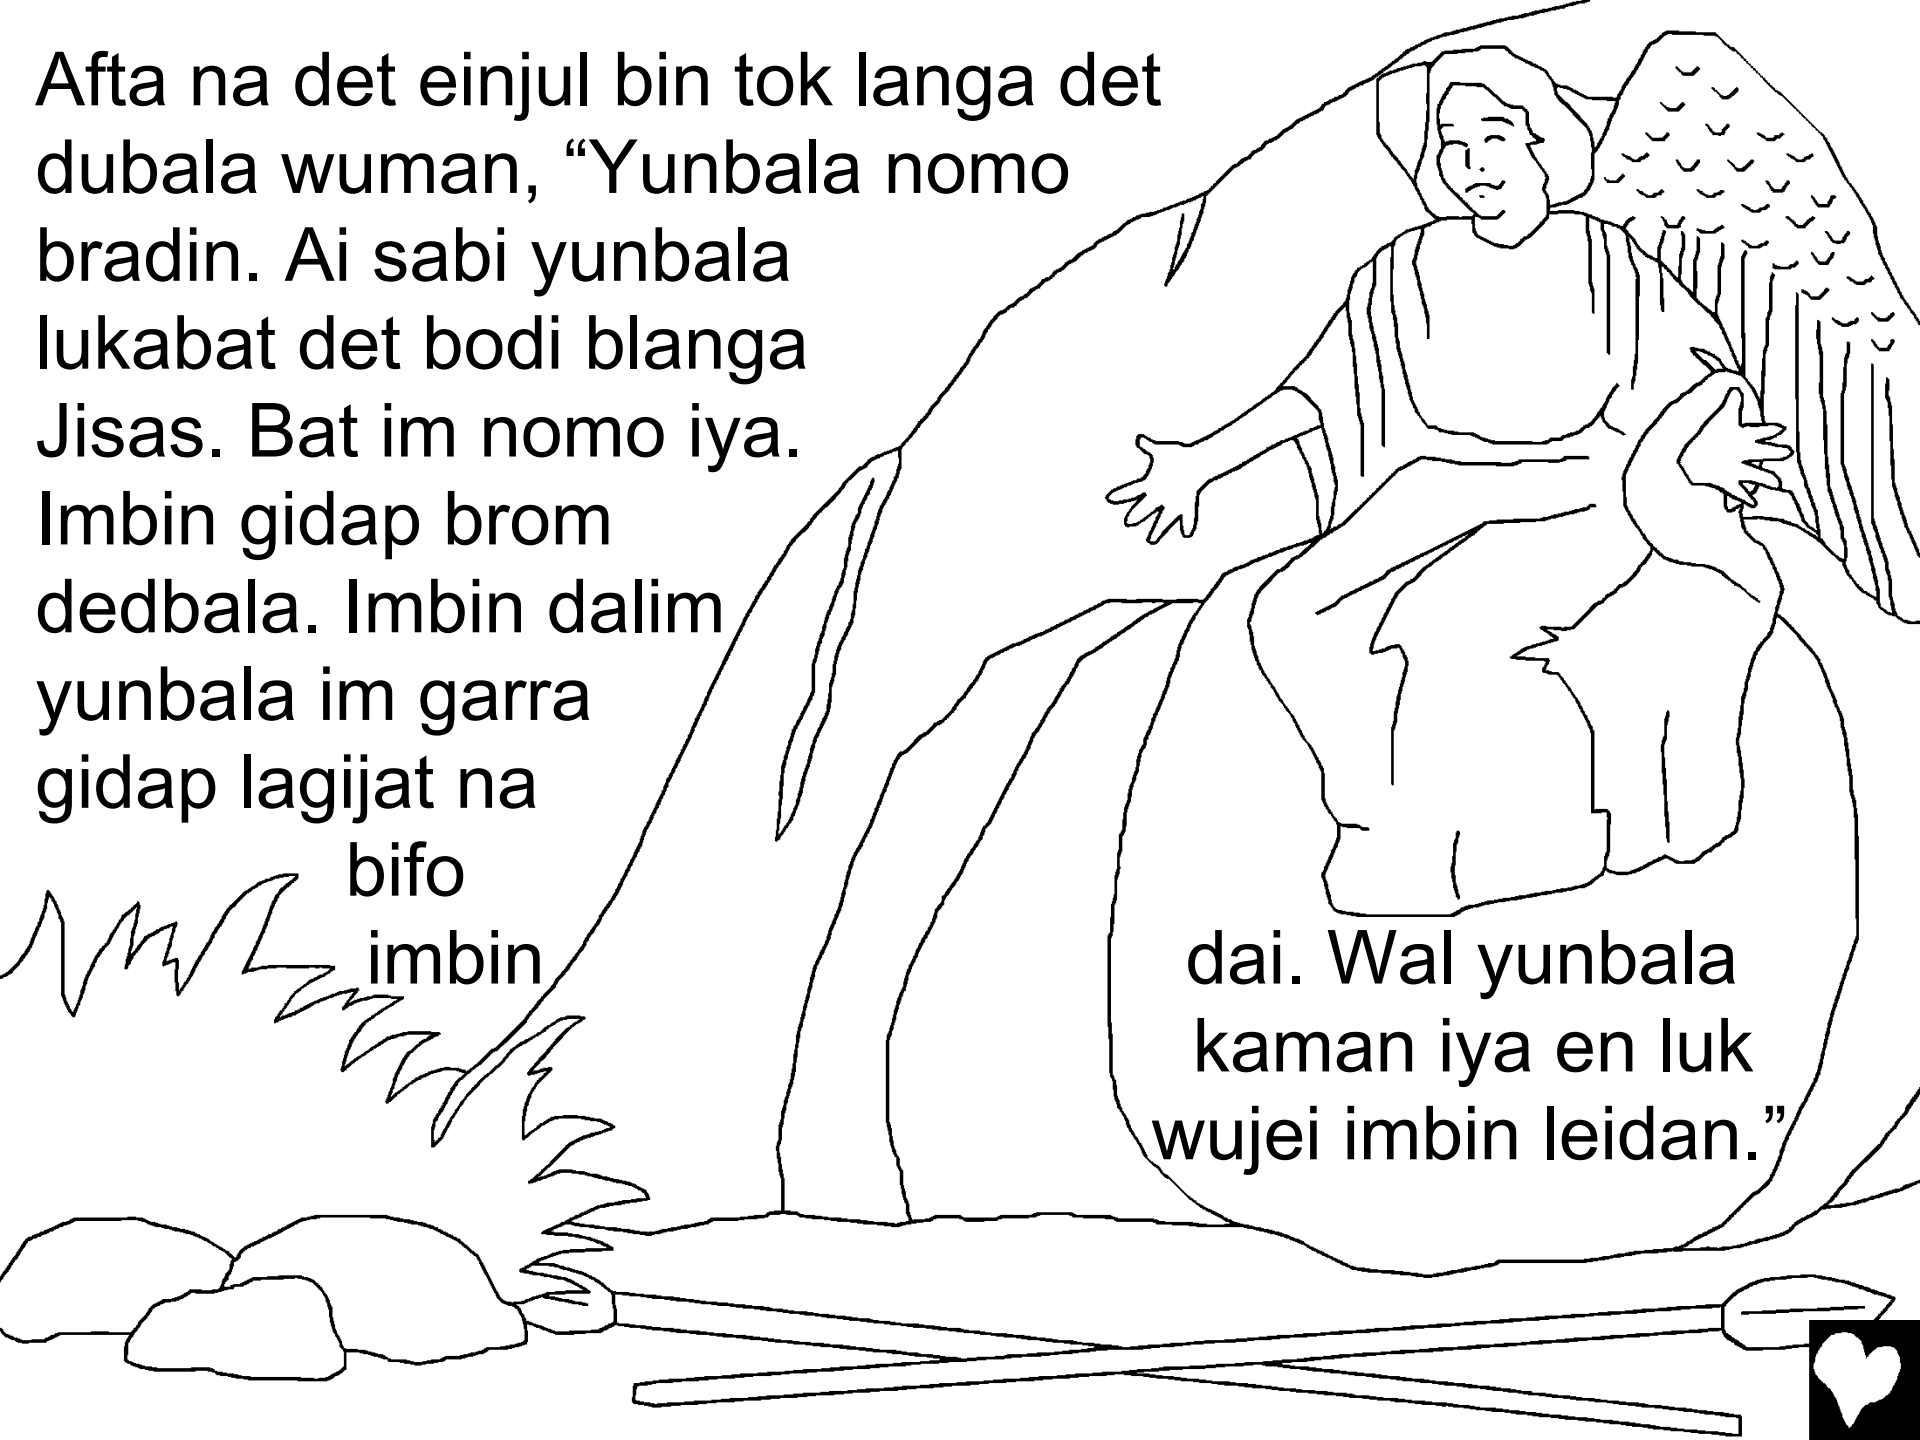 Afta na det einjul bin tok langa det
dubala wuman, “Yunbala nomo
bradin. Ai sabi yunbala
lukabat det bodi blanga
Jisas. Bat im nomo iya.
Imbin gidap brom
dedbala. Imbin dalim
yunbala im garra
gidap lagijat na
bifo
imbin dai. Wal yunbala
kaman iya en luk
wujei imbin leidan.”